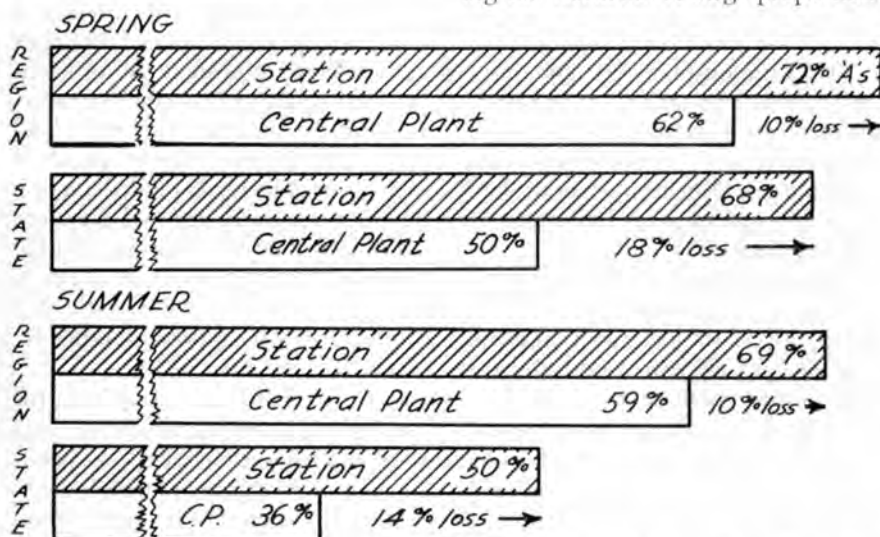 SPRING
REGION
Station 72% A's
Central Plant 62% 10% loss
STATE
Station 68%
Central Plant 50% 18% loss
SUMMER
REGION
Station 69%
Central Plant 59% 10% loss
STATE
Station 50%
C.P. 36% 14% loss